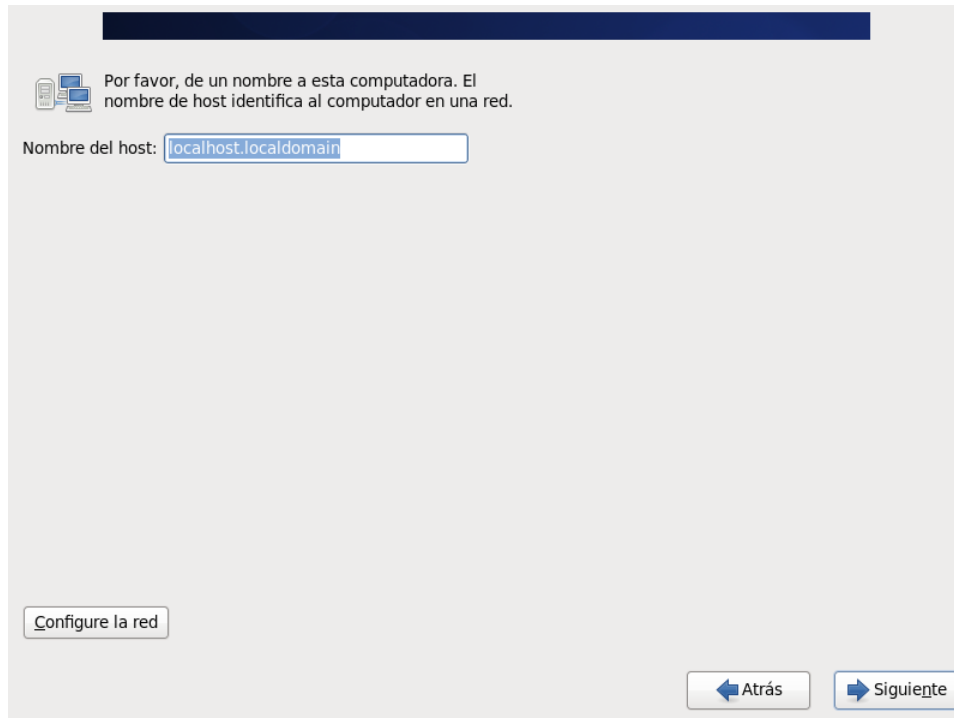 Por favor, de un nombre a esta computadora. El
nombre de host identifica al computador en una red.
Nombre del host: localhost.localdomain
Configure la red
Atrás
Siguiente